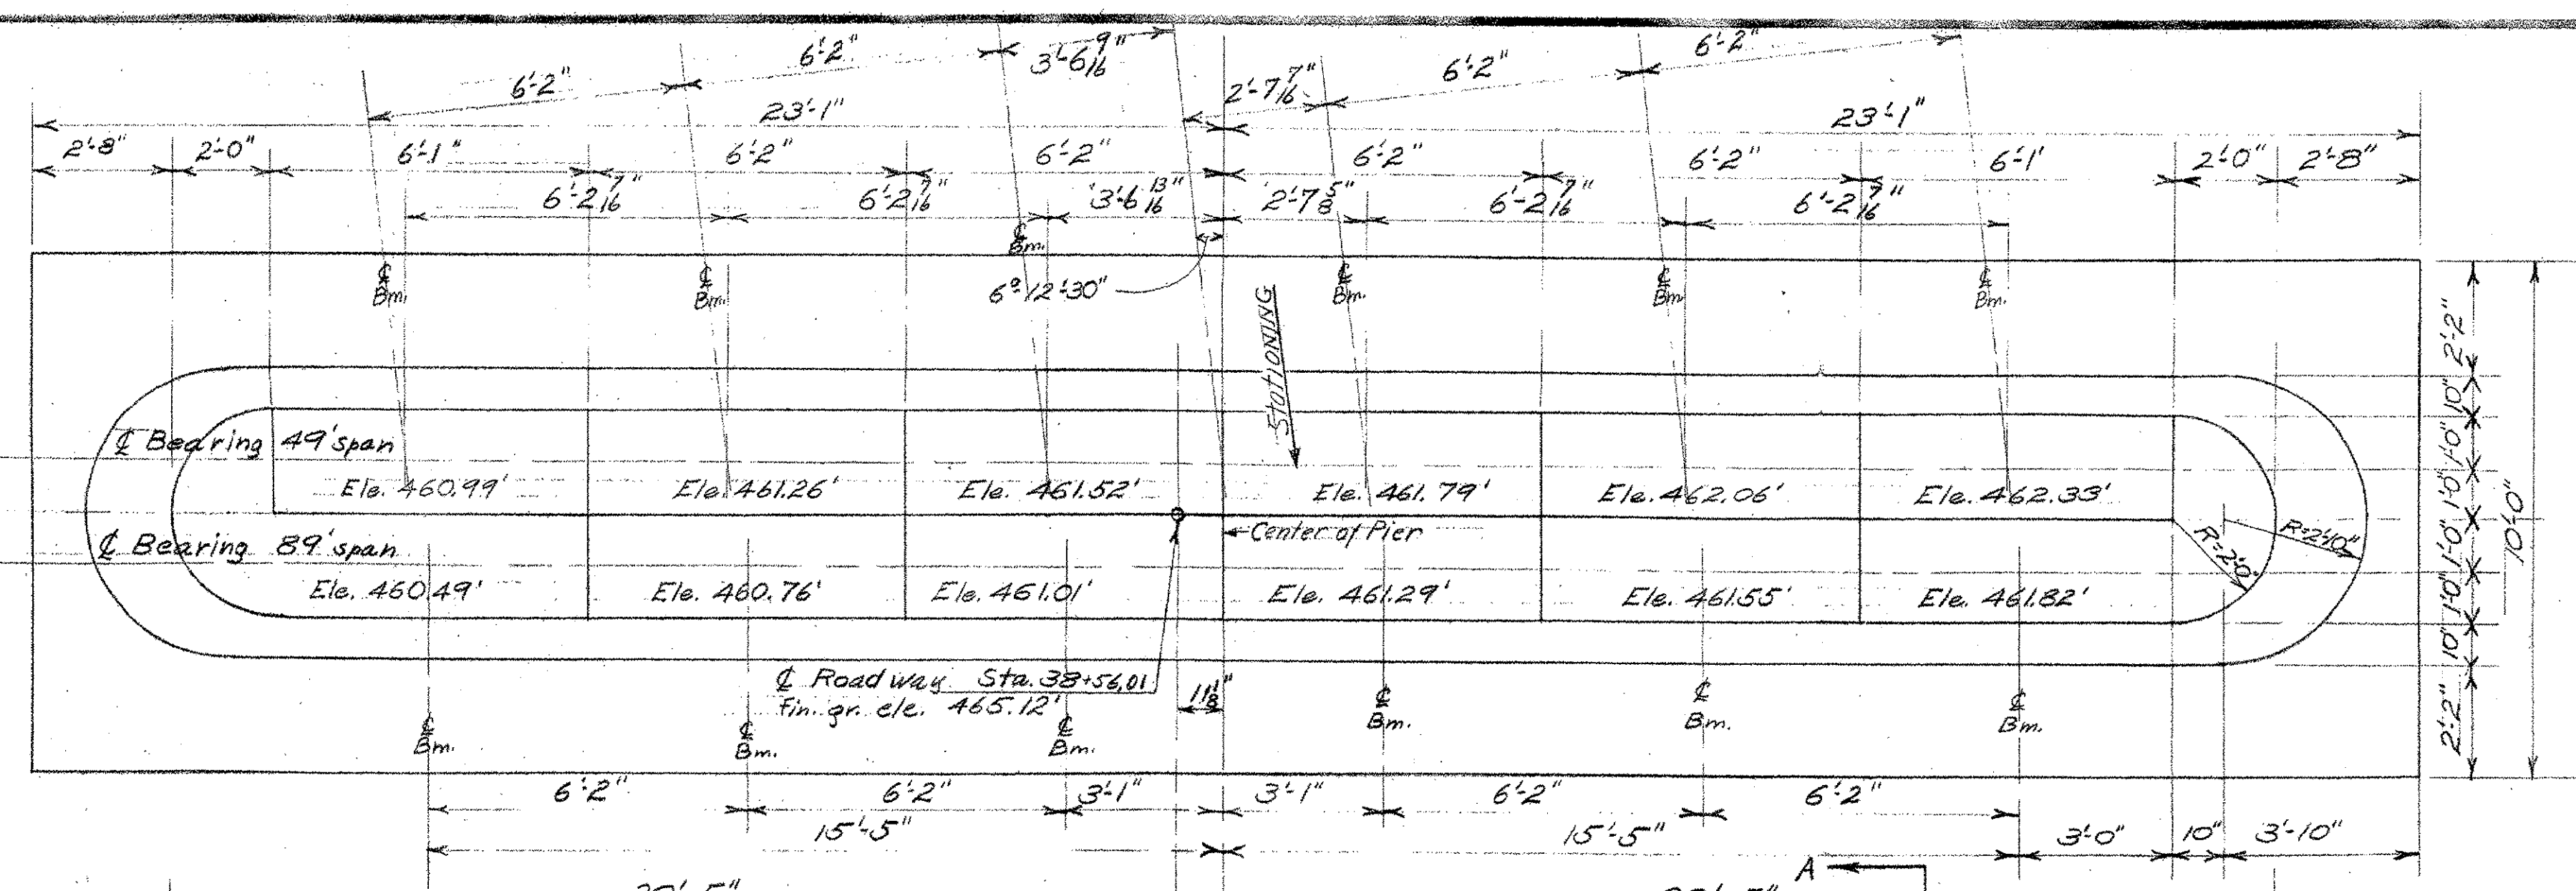 6'-2" 6'-2" 3'-6 9/16" 2'-7 7/16" 6'-2" 6'-2"
23'-1" 23'-1"
2'-8" 2'-0" 6'-1" 6'-2" 6'-2" 6'-2" 6'-2" 6'-1' 2'-0" 2'-8"
6'-2 7/16" 6'-2 7/16" 3'-6 13/16" 2'-7 5/8" 6'-2 7/16" 6'-2 7/16"
℄ Bm. ℄ Bm. ℄ Bm. ℄ Bm. ℄ Bm ℄ Bm.
6°12'-30"
Stationing
℄ Bearing 49' span
Ele. 460.99' Ele. 461.26' Ele. 461.52' Ele. 461.79' Ele. 462.06' Ele. 462.33'
Center of Pier
℄ Bearing 89' span
Ele. 460.49' Ele. 460.76' Ele. 461.01' Ele. 461.29' Ele. 461.55' Ele. 461.82'
R=2'-0" R=2'-10"
2'-2" 10" 1'-0" 1'-0" 1'-0" 1'-0" 10" 2'-2"
10'-0"
℄ Roadway Sta. 38+56.01
fin. gr. ele. 465.12'
11 1/8"
℄ Bm. ℄ Bm. ℄ Bm. ℄ Bm. ℄ Bm. ℄ Bm.
6'-2" 6'-2" 3'-1" 3'-1" 6'-2" 6'-2"
15'-5" 15'-5" 3'-0" 10" 3'-10"
A